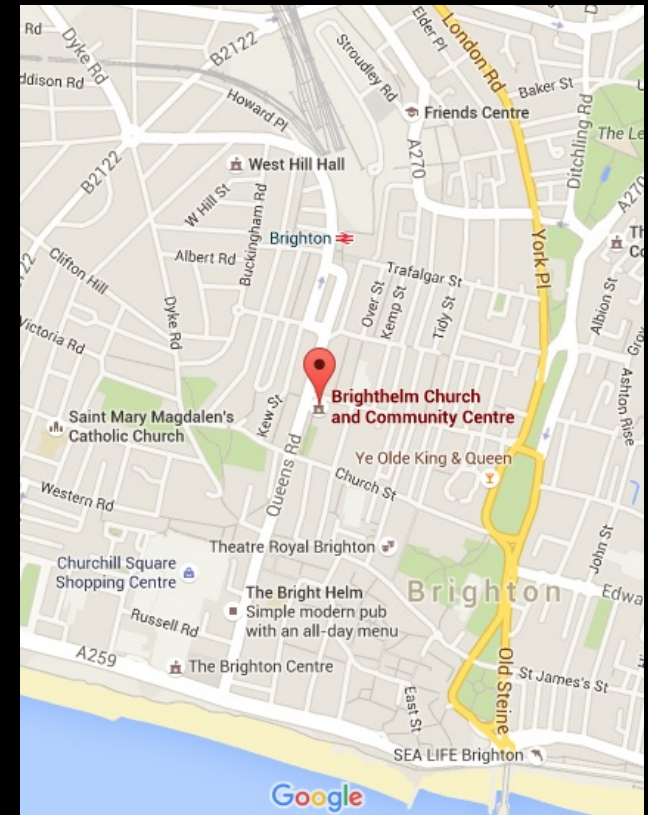 Rd
Dyke Rd
B2122
Stroudley Rd
Elder Pl
London Rd
D
ddison Rd
Howard Pl
Baker St
U
Friends Centre
Ditchling Rd
The Le
A270
B2122
West Hill Hall
A270
W Hill St
Buckingham Rd
Brighton
York Pl
Th
Co
22
Clifton Hill
Albert Rd
Trafalgar St
Dyke Rd
Over St
Kemp St
Tidy St
Albion St
Grov
Victoria Rd
Ashton Rise
Brighthelm Church
and Community Centre
Saint Mary Magdalen's
Catholic Church
Kew St
Queens Rd
Ye Olde King & Queen
Church St
Western Rd
Theatre Royal Brighton
John St
Churchill Square
Shopping Centre
Brighton
Edwa
The Bright Helm
Simple modern pub
with an all-day menu
Russell Rd
A259
The Brighton Centre
Old Steine
St James's St
East St
SEA LIFE Brighton
Google